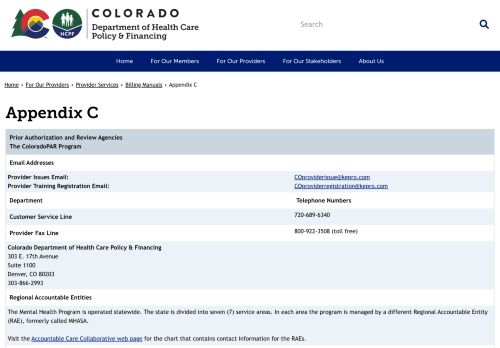 COLORADO
Department of Health Care
Policy & Financing
HCPF
Search
Home
For Our Members
For Our Providers
For Our Stakeholders
About Us
Home › For Our Providers › Provider Services › Billing Manuals › Appendix C
Appendix C
Prior Authorization and Review Agencies
The ColoradoPAR Program
Email Addresses
Provider Issues Email: COproviderissue@kepro.com
Provider Training Registration Email: COproviderregistration@kepro.com
Department Telephone Numbers
Customer Service Line 720-689-6340
Provider Fax Line 800-922-3508 (toll free)
Colorado Department of Health Care Policy & Financing
303 E. 17th Avenue
Suite 1100
Denver, CO 80203
303-866-2993
Regional Accountable Entities
The Mental Health Program is operated statewide. The state is divided into seven (7) service areas. In each area the program is managed by a different Regional Accountable Entity
(RAE), formerly called MHASA.
Visit the Accountable Care Collaborative web page for the chart that contains contact information for the RAEs.